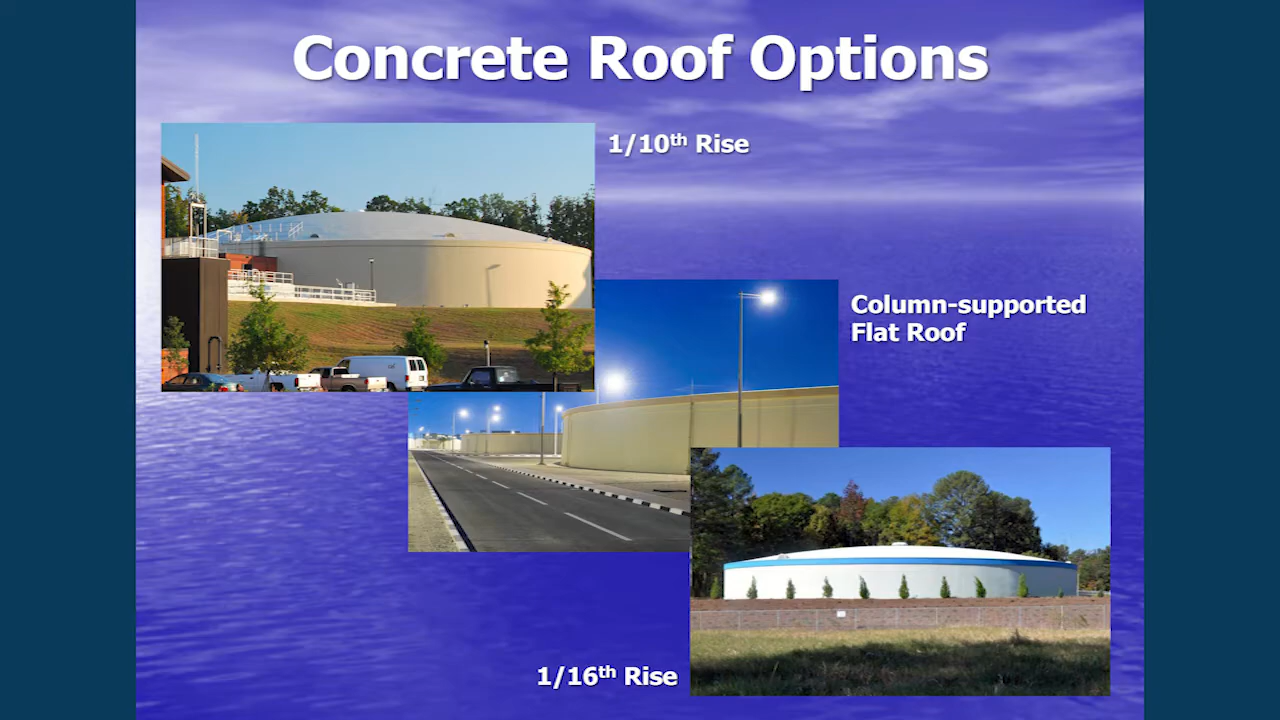 Concrete Roof Options
1/10th Rise
Column-supported
Flat Roof
1/16th Rise